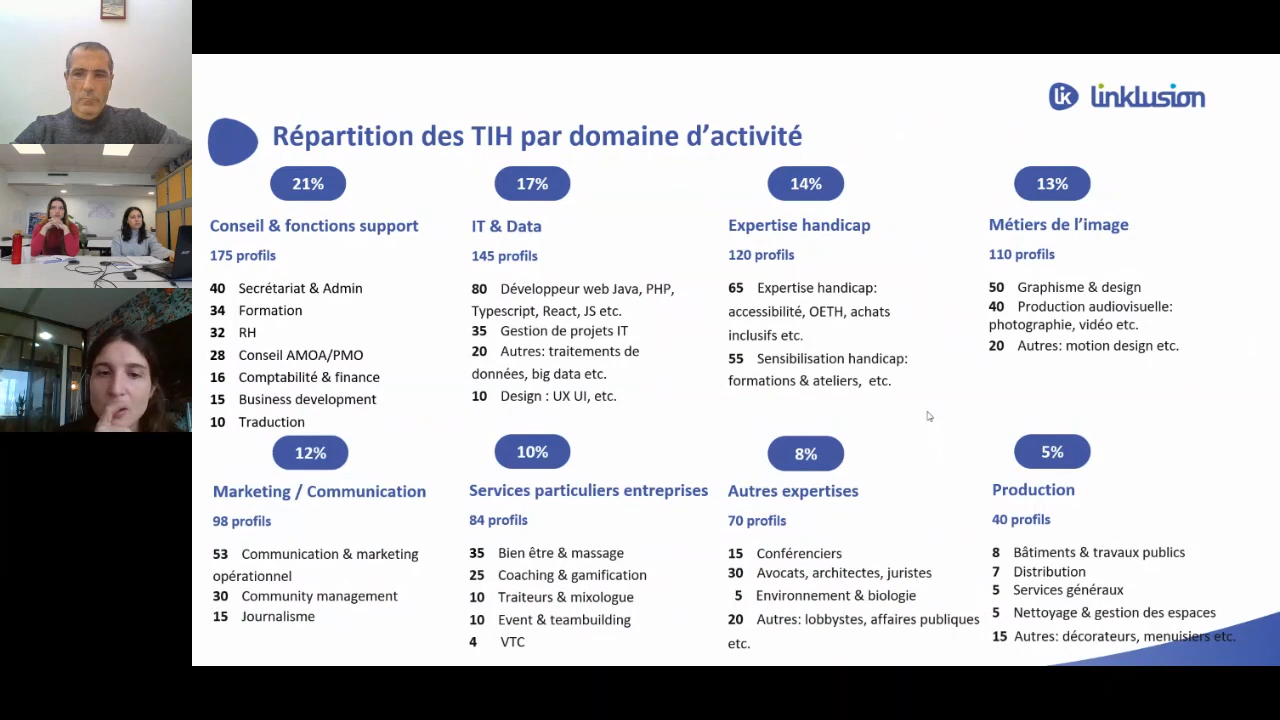 lk linklusion
Répartition des TIH par domaine d'activité
21%
Conseil & fonctions support
175 profils
40 Secrétariat & Admin
34 Formation
32 RH
28 Conseil AMOA/PMO
16 Comptabilité & finance
15 Business development
10 Traduction
17%
IT & Data
145 profils
80 Développeur web Java, PHP,
Typescript, React, JS etc.
35 Gestion de projets IT
20 Autres: traitements de
données, big data etc.
10 Design : UX UI, etc.
14%
Expertise handicap
120 profils
65 Expertise handicap:
accessibilité, OETH, achats
inclusifs etc.
55 Sensibilisation handicap:
formations & ateliers, etc.
13%
Métiers de l'image
110 profils
50 Graphisme & design
40 Production audiovisuelle:
photographie, vidéo etc.
20 Autres: motion design etc.
12%
Marketing / Communication
98 profils
53 Communication & marketing
opérationnel
30 Community management
15 Journalisme
10%
Services particuliers entreprises
84 profils
35 Bien être & massage
25 Coaching & gamification
10 Traiteurs & mixologue
10 Event & teambuilding
4 VTC
8%
Autres expertises
70 profils
15 Conférenciers
30 Avocats, architectes, juristes
5 Environnement & biologie
20 Autres: lobbystes, affaires publiques
etc.
5%
Production
40 profils
8 Bâtiments & travaux publics
7 Distribution
5 Services généraux
5 Nettoyage & gestion des espaces
15 Autres: décorateurs, menuisiers etc.